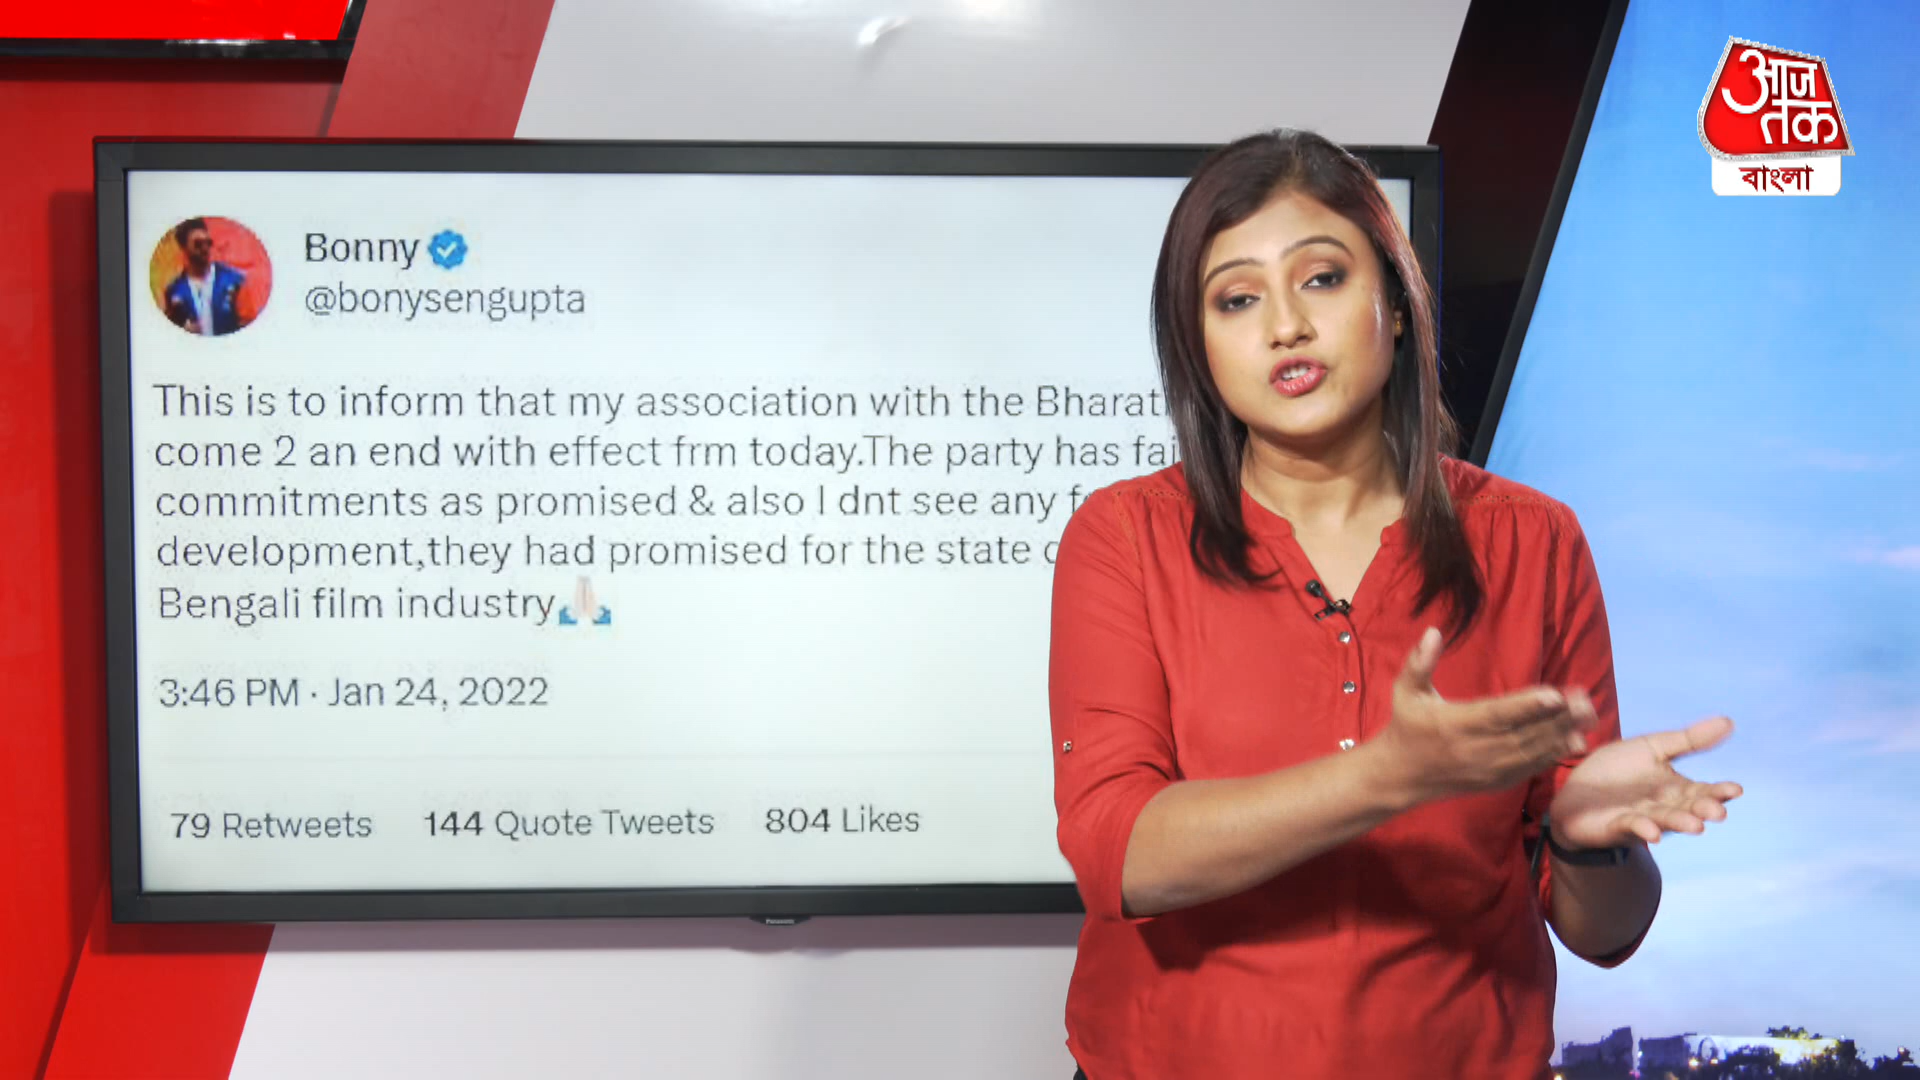 Bonny
@bonysengupta
This is to inform that my association with the
come 2 an end with effect frm today.The party has
commitments as promised & also I dnt see any
development,they had promised for the state
Bengali film industry🙏
3:46 PM · Jan 24, 2022
79 Retweets 144 Quote Tweets 804 Likes
Panasonic
आज
तक
বাংলা